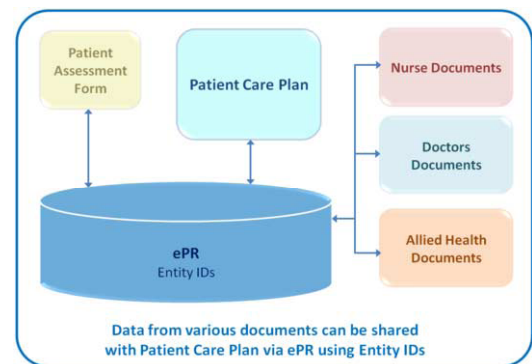 Patient
Assessment
Form
Patient Care Plan
Nurse Documents
Doctors
Documents
Allied Health
Documents
ePR
Entity IDs
Data from various documents can be shared
with Patient Care Plan via ePR using Entity IDs